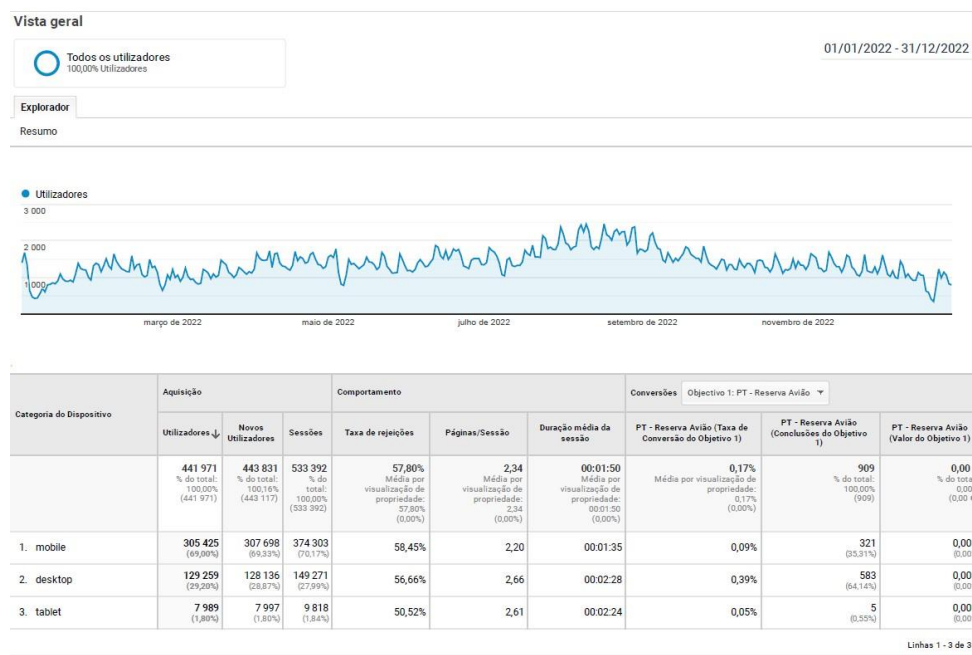 Vista geral
Todos os utilizadores
100,00% Utilizadores
01/01/2022 - 31/12/2022
Explorador
Resumo
Utilizadores
3 000
2 000
1 000
março de 2022
maio de 2022
julho de 2022
setembro de 2022
novembro de 2022
Categoria do Dispositivo
Aquisição
Comportamento
Conversões Objectivo 1: PT - Reserva Avião
Utilizadores
Novos
Utilizadores
Sessões
Taxa de rejeições
Páginas/Sessão
Duração média da
sessão
PT - Reserva Avião (Taxa de
Conversão do Objetivo 1)
PT - Reserva Avião
(Conclusões do Objetivo
1)
PT - Reserva Avião
(Valor do Objetivo 1)
441 971
% do total:
100,00%
(441 971)
443 831
% do total:
100,16%
(443 117)
533 392
% do
total:
100,00%
(533 392)
57,80%
Média por
visualização de
propriedade:
57,80%
(0,00%)
2,34
Média por
visualização de
propriedade:
2,34
(0,00%)
00:01:50
Média por
visualização de
propriedade:
00:01:50
(0,00%)
0,17%
Média por visualização de
propriedade:
0,17%
(0,00%)
909
% do total:
100,00%
(909)
0,00
% do tota
0,00
(0,00
1. mobile
305 425
(69,00%)
307 698
(69,33%)
374 303
(70,17%)
58,45%
2,20
00:01:35
0,09%
321
(35,31%)
0,00
(0,00
2. desktop
129 259
(29,20%)
128 136
(28,87%)
149 271
(27,99%)
56,66%
2,66
00:02:28
0,39%
583
(64,14%)
0,00
(0,00
3. tablet
7 989
(1,80%)
7 997
(1,80%)
9 818
(1,84%)
50,52%
2,61
00:02:24
0,05%
5
(0,55%)
0,00
(0,00
Linhas 1 - 3 de 3